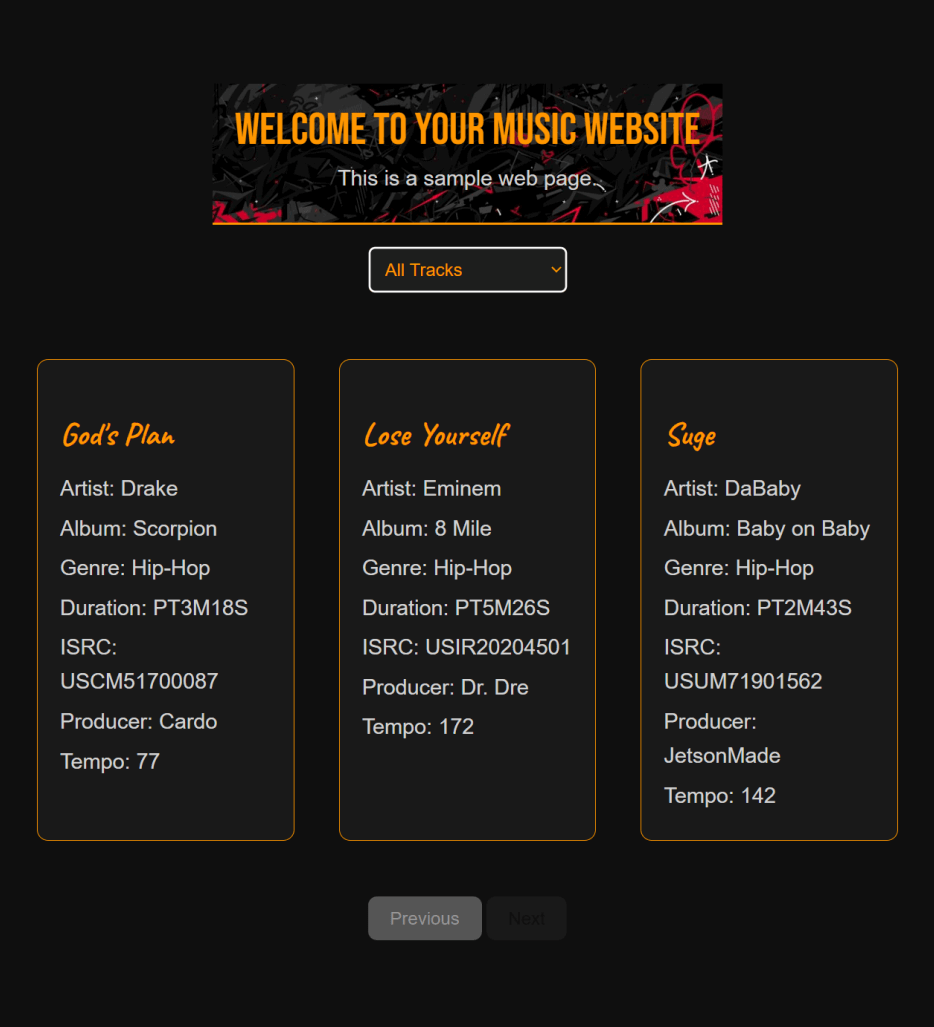 WELCOME TO YOUR MUSIC WEBSITE
This is a sample web page.
All Tracks
God's Plan
Artist: Drake
Album: Scorpion
Genre: Hip-Hop
Duration: PT3M18S
ISRC:
USCM51700087
Producer: Cardo
Tempo: 77
Lose Yourself
Artist: Eminem
Album: 8 Mile
Genre: Hip-Hop
Duration: PT5M26S
ISRC: USIR20204501
Producer: Dr. Dre
Tempo: 172
Suge
Artist: DaBaby
Album: Baby on Baby
Genre: Hip-Hop
Duration: PT2M43S
ISRC:
USUM71901562
Producer:
JetsonMade
Tempo: 142
Previous
Next